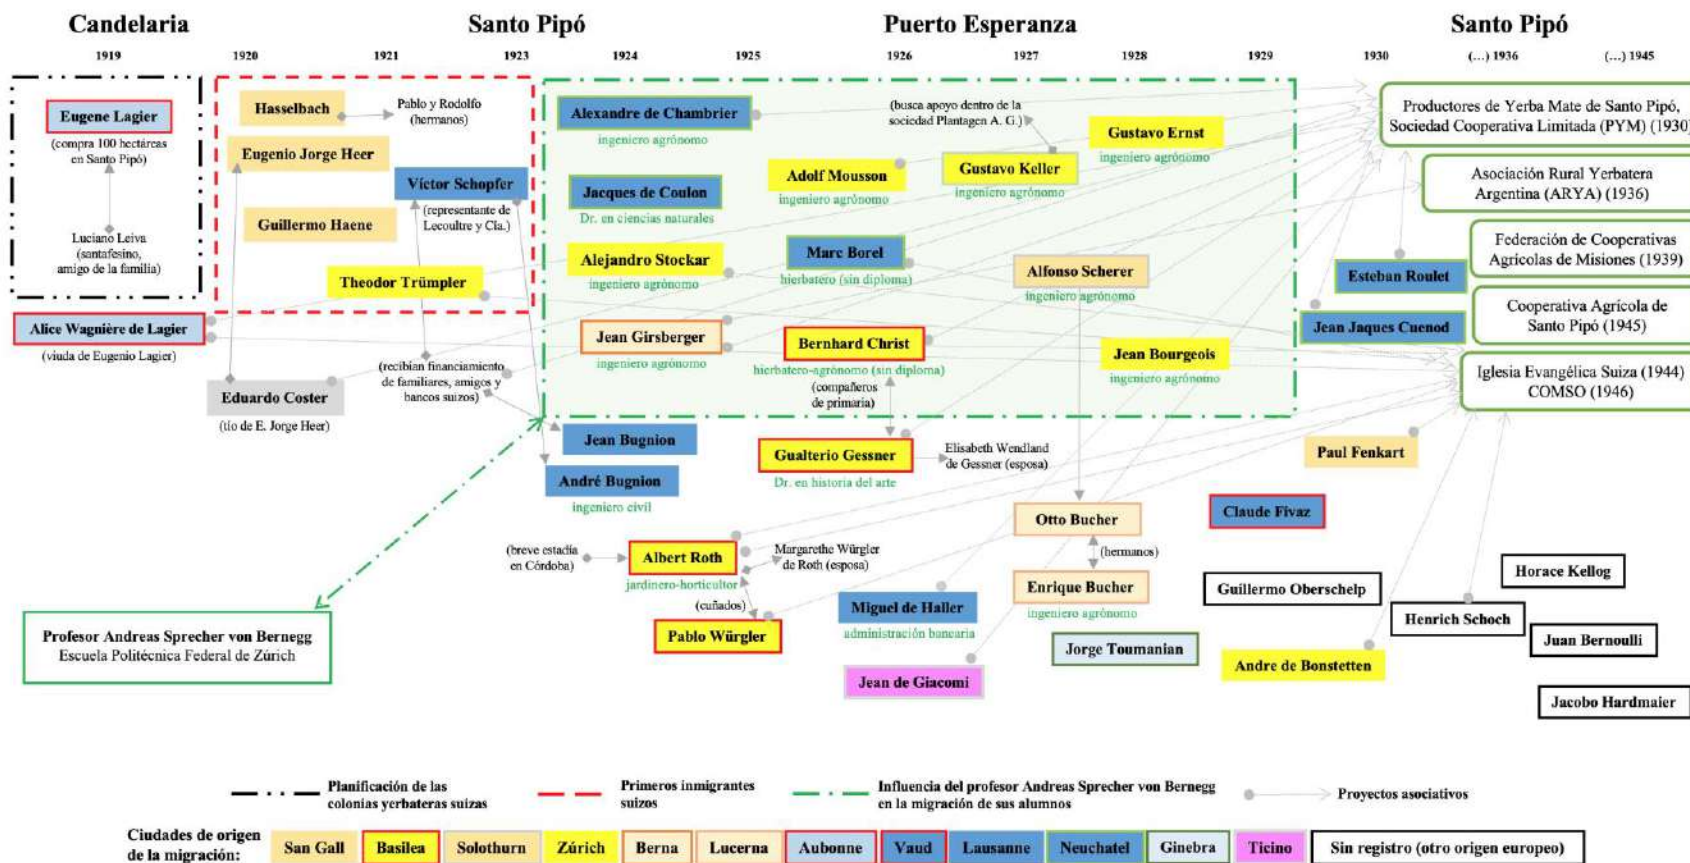 Candelaria
Santo Pipó
Puerto Esperanza
Santo Pipó
1919
1920
1921
1923
1924
1925
1926
1927
1928
1929
1930
(...) 1936
(...) 1945
Eugene Lagier
(compra 100 hectáreas
en Santo Pipó)
Luciano Leiva
(santafesino,
amigo de la familia)
Alice Wagnière de Lagier
(viuda de Eugenio Lagier)
Hasselbach
Pablo y Rodolfo
(hermanos)
Eugenio Jorge Heer
Víctor Schopfer
(representante de
Lecoultre y Cía.)
Guillermo Haene
Theodor Trümpler
Eduardo Coster
(tío de E. Jorge Heer)
(recibían financiamiento
de familiares, amigos y
bancos suizos)
Alexandre de Chambrier
ingeniero agrónomo
Jacques de Coulon
Dr. en ciencias naturales
Alejandro Stockar
ingeniero agrónomo
Jean Girsberger
ingeniero agrónomo
Jean Bugnion
André Bugnion
ingeniero civil
(breve estadía
en Córdoba)
Albert Roth
jardinero-horticultor
Margarethe Würgler
de Roth (esposa)
(cuñados)
Pablo Würgler
(busca apoyo dentro de la
sociedad Plantagen A. G.)
Adolf Mousson
ingeniero agrónomo
Gustavo Keller
ingeniero agrónomo
Gustavo Ernst
ingeniero agrónomo
Marc Borel
hierbatero (sin diploma)
Alfonso Scherer
ingeniero agrónomo
Bernhard Christ
hierbatero-agrónomo (sin diploma)
(compañeros
de primaria)
Jean Bourgeois
ingeniero agrónomo
Gualterio Gessner
Dr. en historia del arte
Elisabeth Wendland
de Gessner (esposa)
Otto Bucher
(hermanos)
Enrique Bucher
ingeniero agrónomo
Miguel de Haller
administración bancaria
Jorge Toumanian
Jean de Giacomi
Productores de Yerba Mate de Santo Pipó,
Sociedad Cooperativa Limitada (PYM) (1930)
Asociación Rural Yerbatera
Argentina (ARYA) (1936)
Federación de Cooperativas
Agrícolas de Misiones (1939)
Cooperativa Agrícola de
Santo Pipó (1945)
Iglesia Evangélica Suiza (1944)
COMSO (1946)
Esteban Roulet
Jean Jaques Cuenod
Paul Fenkart
Claude Fivaz
Guillermo Oberschelp
Horace Kellog
Henrich Schoch
Juan Bernoulli
Andre de Bonstetten
Jacobo Hardmaier
Profesor Andreas Sprecher von Bernegg
Escuela Politécnica Federal de Zúrich
Planificación de las
colonias yerbateras suizas
Primeros inmigrantes
suizos
Influencia del profesor Andreas Sprecher von Bernegg
en la migración de sus alumnos
Proyectos asociativos
Ciudades de origen
de la migración:
San Gall
Basilea
Solothurn
Zúrich
Berna
Lucerna
Aubonne
Vaud
Lausanne
Neuchatel
Ginebra
Ticino
Sin registro (otro origen europeo)